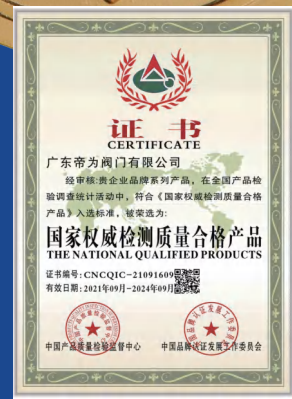 证 书
CERTIFICATE
广东帝为阀门有限公司
经审核:贵企业品牌系列产品，在全国产品检
验调查统计活动中，符合《国家权威检测质量合格
产品》入选标准，被荣选为:
国家权威检测质量合格产品
THE NATIONAL QUALIFIED PRODUCTS
证书编号: CNCQIC-21091609
有效日期: 2021年09月-2024年09月
中国产品质量检验监督中心 中国品牌认证发展工作委员会